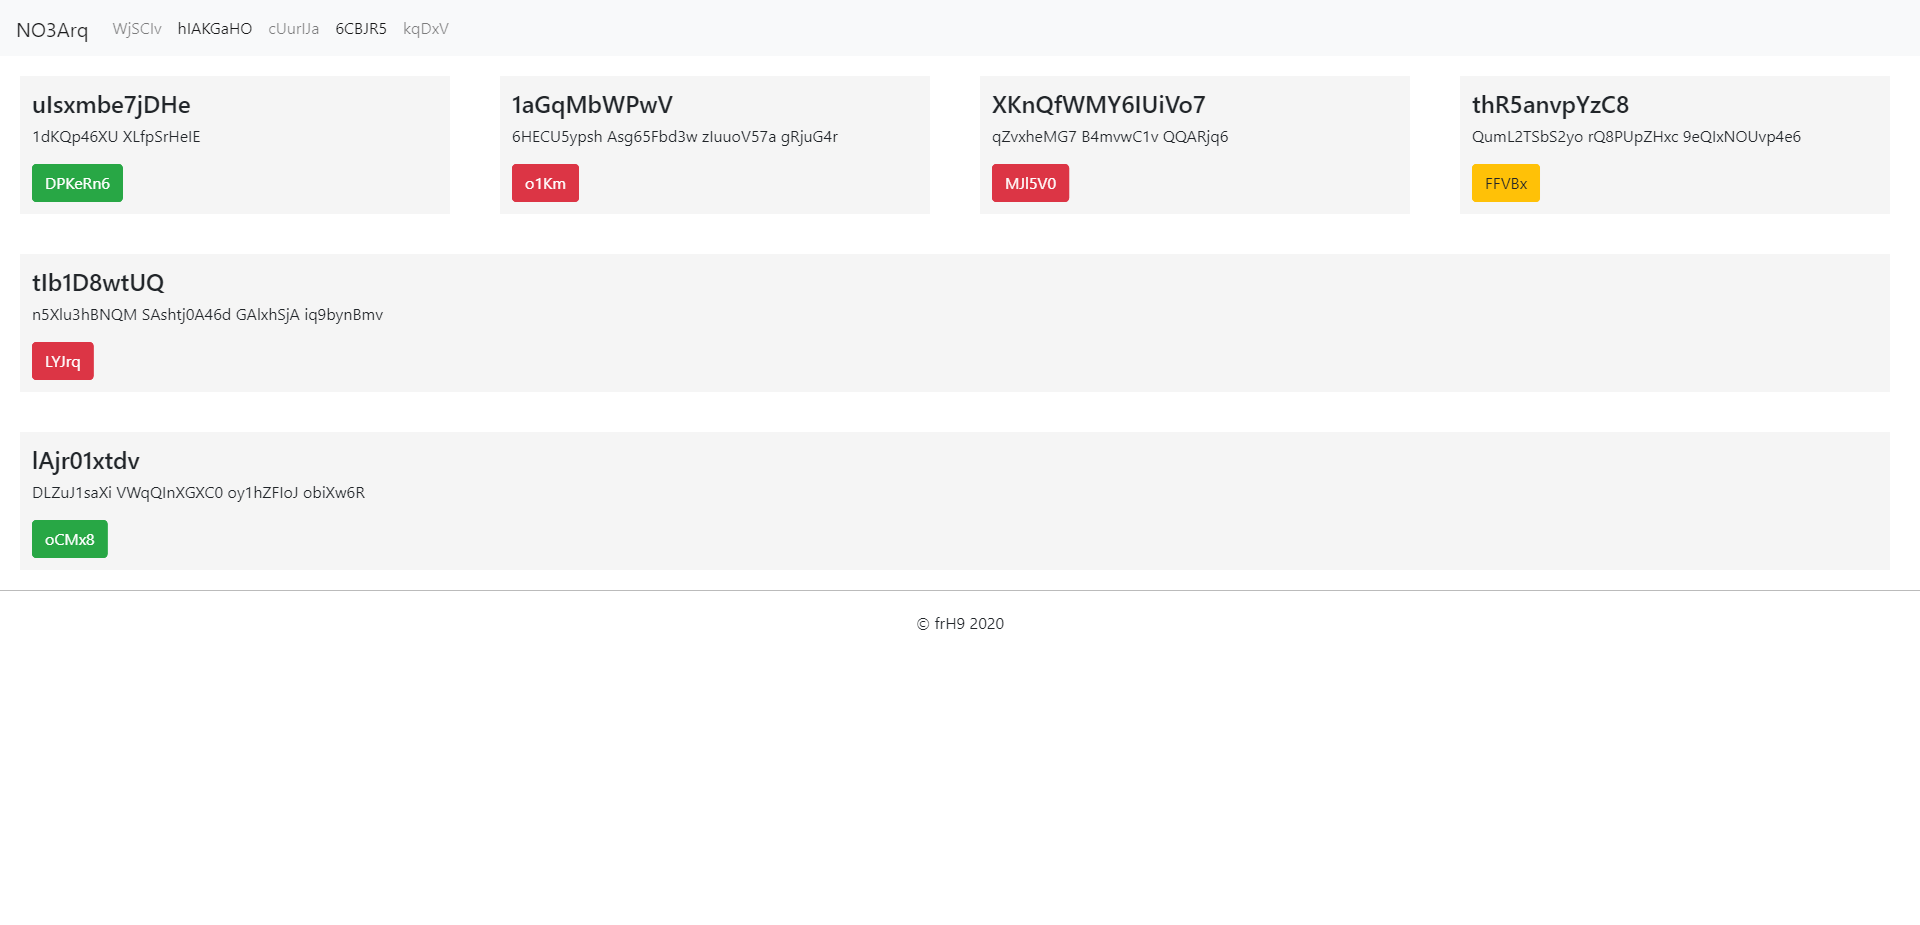 NO3Arq WjSCIv hIAKGaHO cUurIJa 6CBJR5 kqDxV
uIsxmbe7jDHe
1dKQp46XU XLfpSrHeIE
DPKeRn6
1aGqMbWPwV
6HECU5ypsh Asg65Fbd3w zIuuoV57a gRjuG4r
o1Km
XKnQfWMY6IUiVo7
qZvxheMG7 B4mvwC1v QQARjq6
MJl5V0
thR5anvpYzC8
QumL2TSbS2yo rQ8PUpZHxc 9eQIxNOUvp4e6
FFVBx
tIb1D8wtUQ
n5Xlu3hBNQM SAshtj0A46d GAlxhSjA iq9bynBmv
LYJrq
lAjr01xtdv
DLZuJ1saXi VWqQInXGXC0 oy1hZFIoJ obiXw6R
oCMx8
© frH9 2020